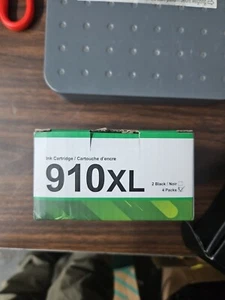 Ink Cartridge / Cartouche d'encre
910XL
2 Black / Noir
4 Packs